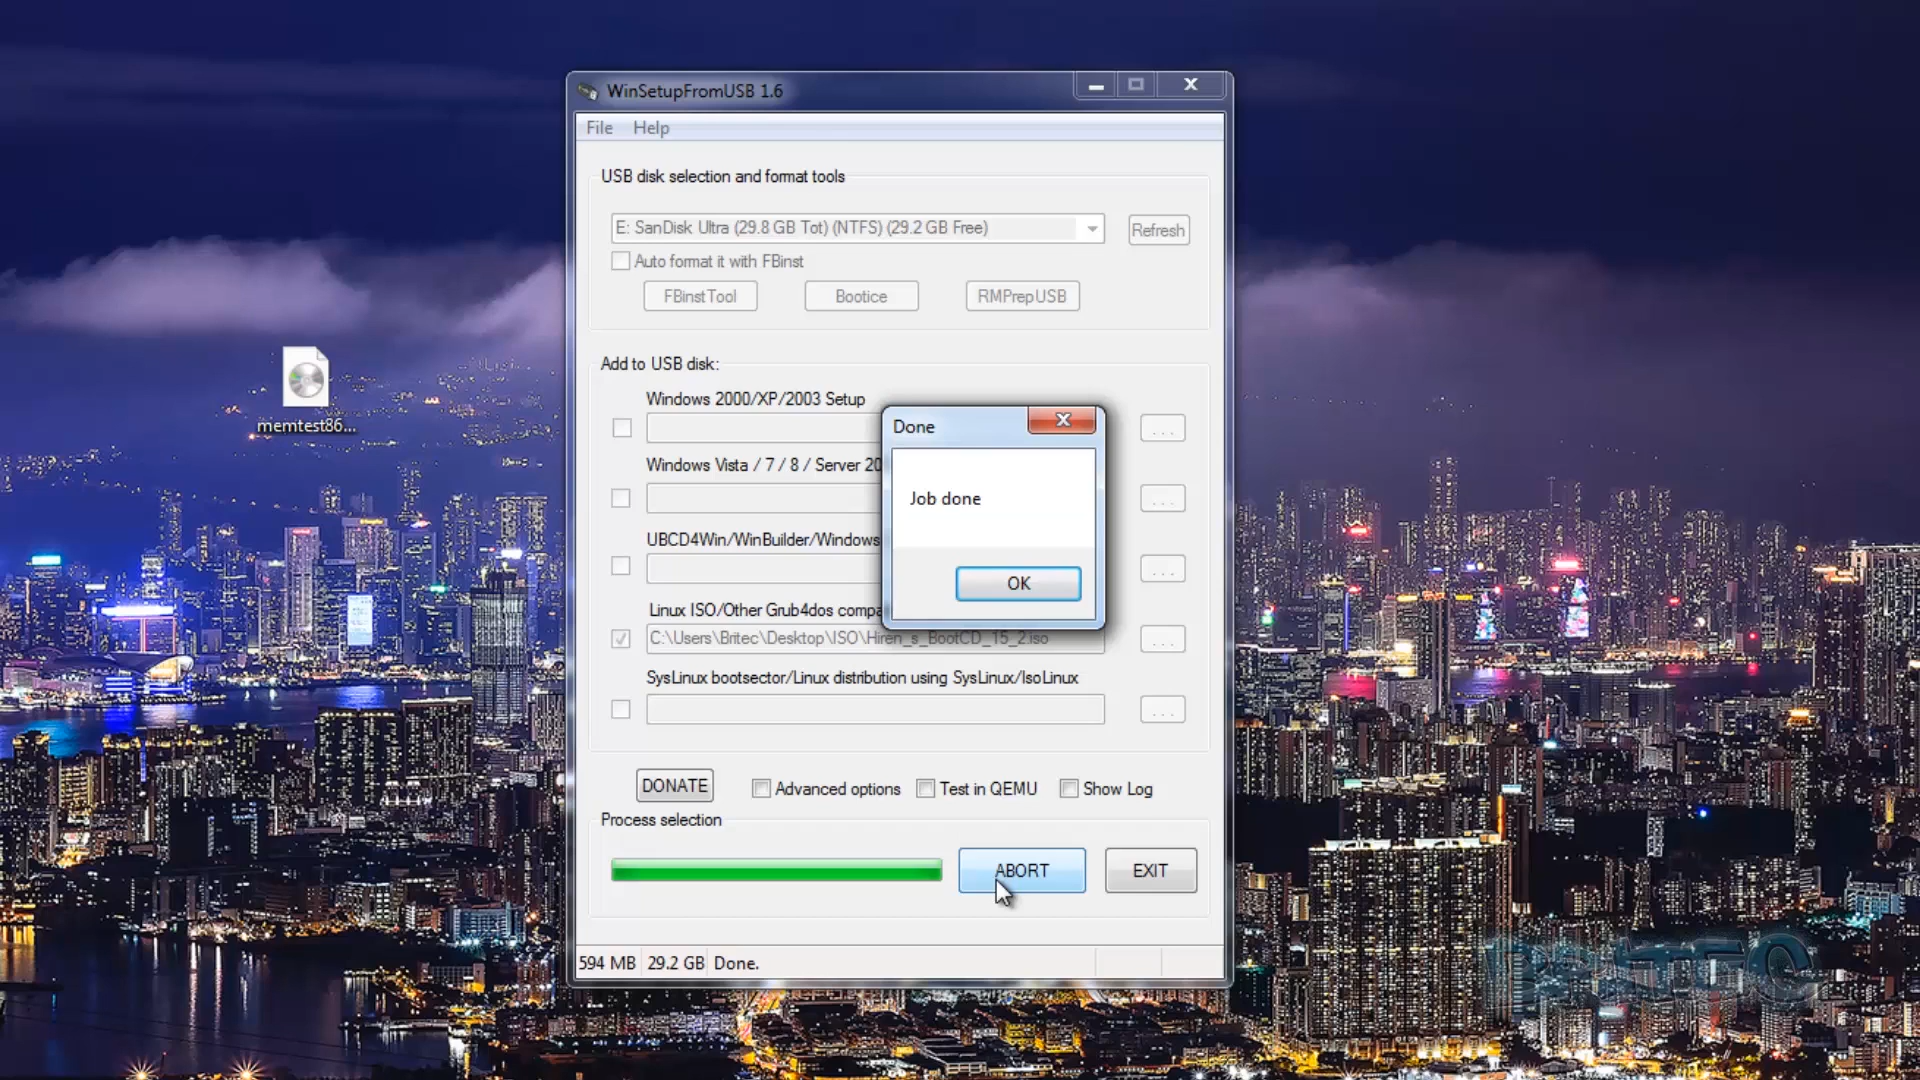 WinSetupFromUSB 1.6
File Help
USB disk selection and format tools
E: SanDisk Ultra (29.8 GB Tot) (NTFS) (29.2 GB Free)
Refresh
Auto format it with FBinst
FBinstTool Bootice RMPrepUSB
Add to USB disk:
memtest86...
Windows 2000/XP/2003 Setup
...
Done
Windows Vista / 7 / 8 / Server 20
...
Job done
UBCD4Win/WinBuilder/Windows
...
OK
Linux ISO/Other Grub4dos compa
C:\Users\Britec\Desktop\ISO\Hiren_s_BootCD_15_2.iso
...
SysLinux bootsector/Linux distribution using SysLinux/IsoLinux
...
DONATE Advanced options Test in QEMU Show Log
Process selection
ABORT EXIT
594 MB 29.2 GB Done.